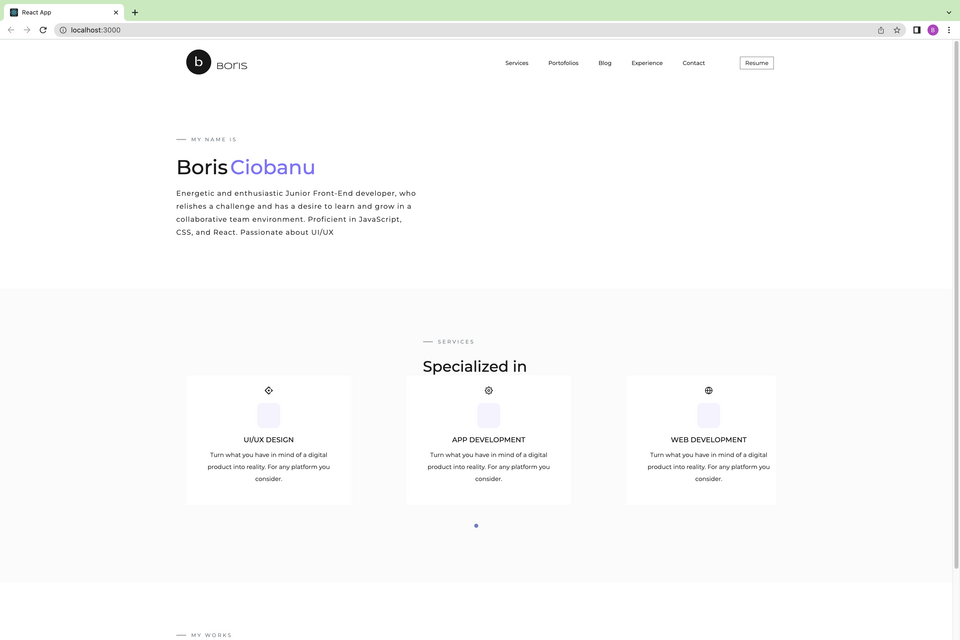 React App
localhost:3000
B
b BORIS
Services Portofolios Blog Experience Contact Resume
MY NAME IS
Boris Ciobanu
Energetic and enthusiastic Junior Front-End developer, who
relishes a challenge and has a desire to learn and grow in a
collaborative team environment. Proficient in JavaScript,
CSS, and React. Passionate about UI/UX
SERVICES
Specialized in
UI/UX DESIGN
Turn what you have in mind of a digital
product into reality. For any platform you
consider.
APP DEVELOPMENT
Turn what you have in mind of a digital
product into reality. For any platform you
consider.
WEB DEVELOPMENT
Turn what you have in mind of a digital
product into reality. For any platform you
consider.
MY WORKS